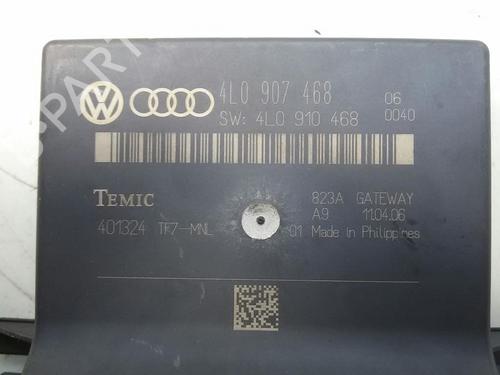 4L0 907 468 06
SW: 4L0 910 468 0040
TEMIC 823A GATEWAY
401324 TF7-MNL A9 11.04.06
01 Made in Philippines